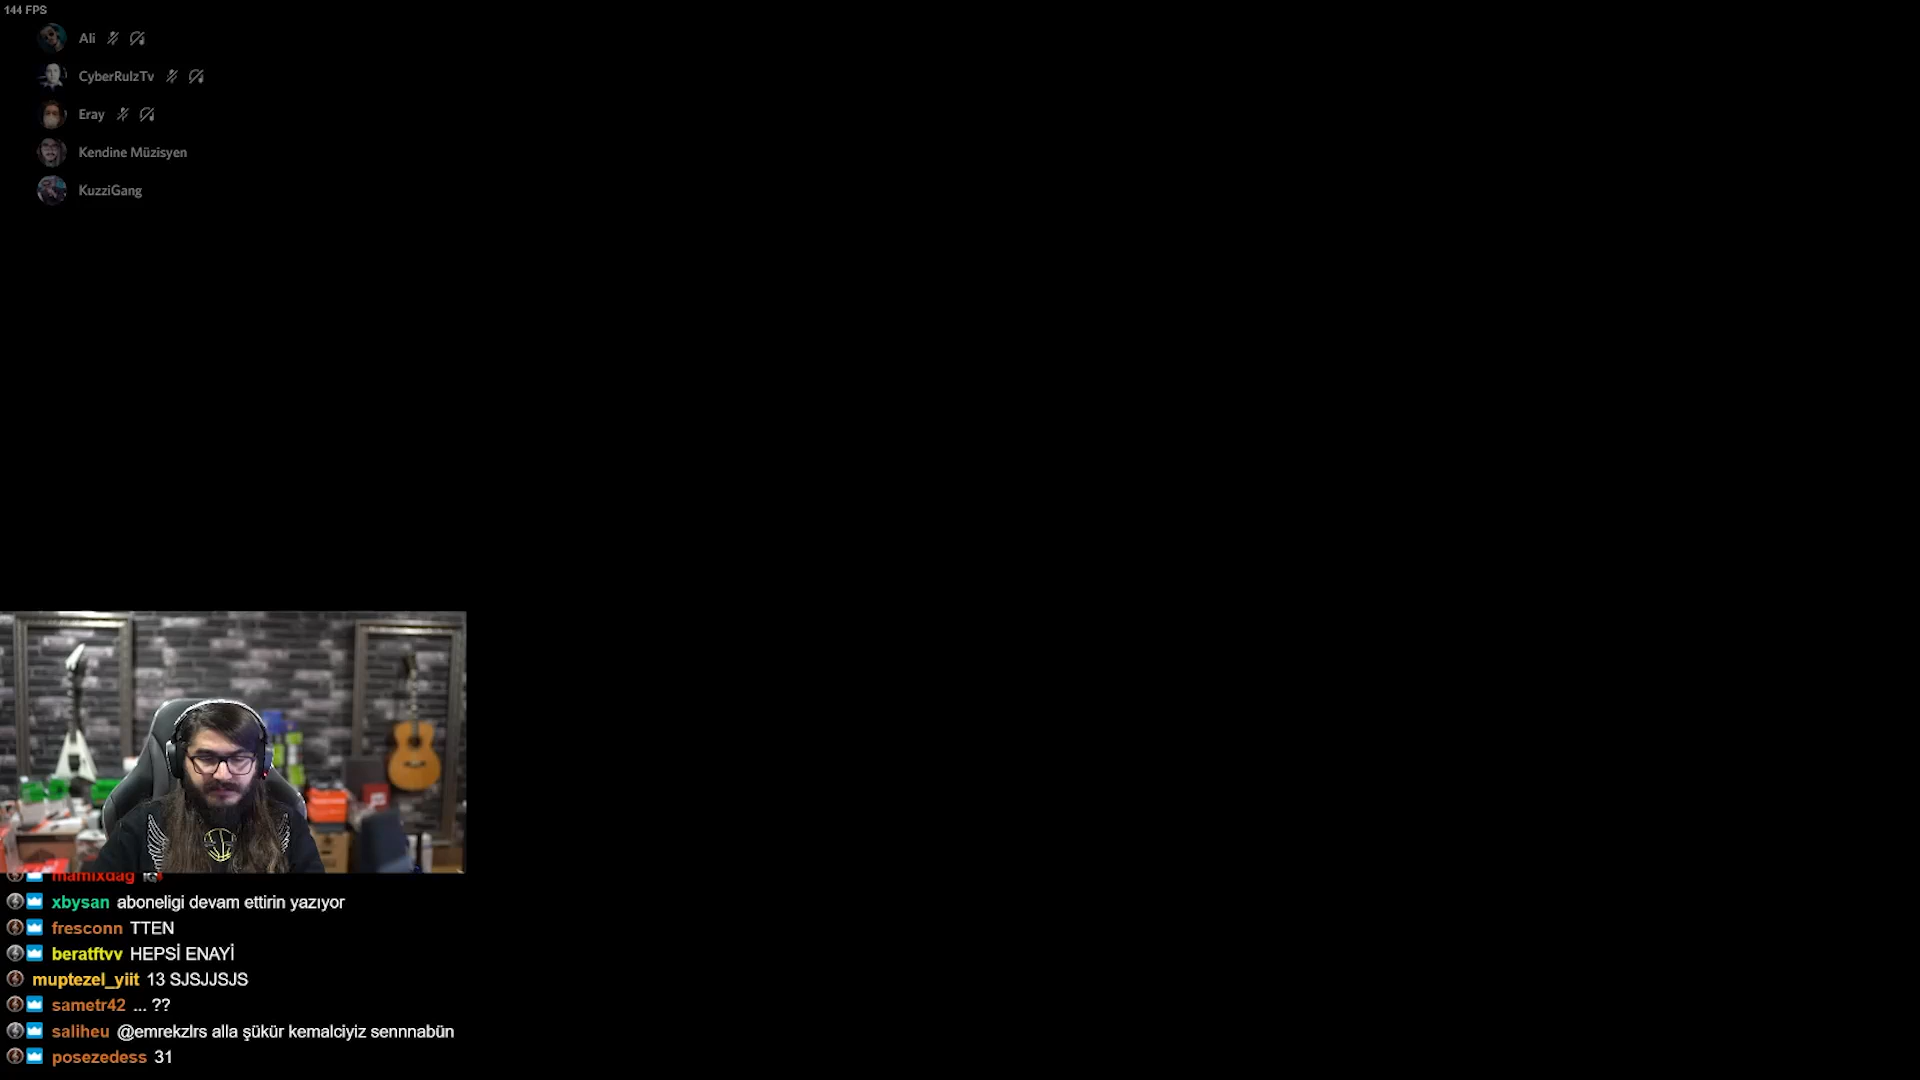 144 FPS
Ali
CyberRulzTv
Eray
Kendine Müzisyen
KuzziGang
mamixdag
xbysan aboneligi devam ettirin yazıyor
fresconn TTEN
beratftvv HEPSİ ENAYİ
muptezel_yiit 13 SJSJJSJS
sametr42 ... ??
saliheu @emrekzlrs alla şükür kemalciyiz sennnabün
posezedess 31